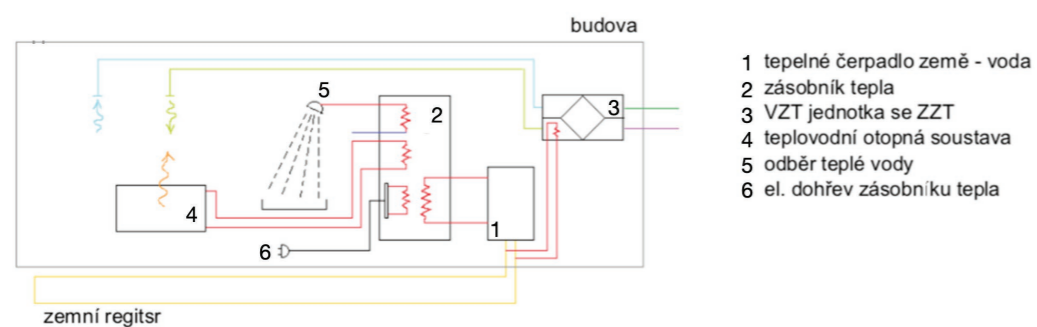 budova
1 tepelné čerpadlo země - voda
2 zásobník tepla
3 VZT jednotka se ZZT
4 teplovodní otopná soustava
5 odběr teplé vody
6 el. dohřev zásobníku tepla
5
2
3
4
1
6
zemní regitsr